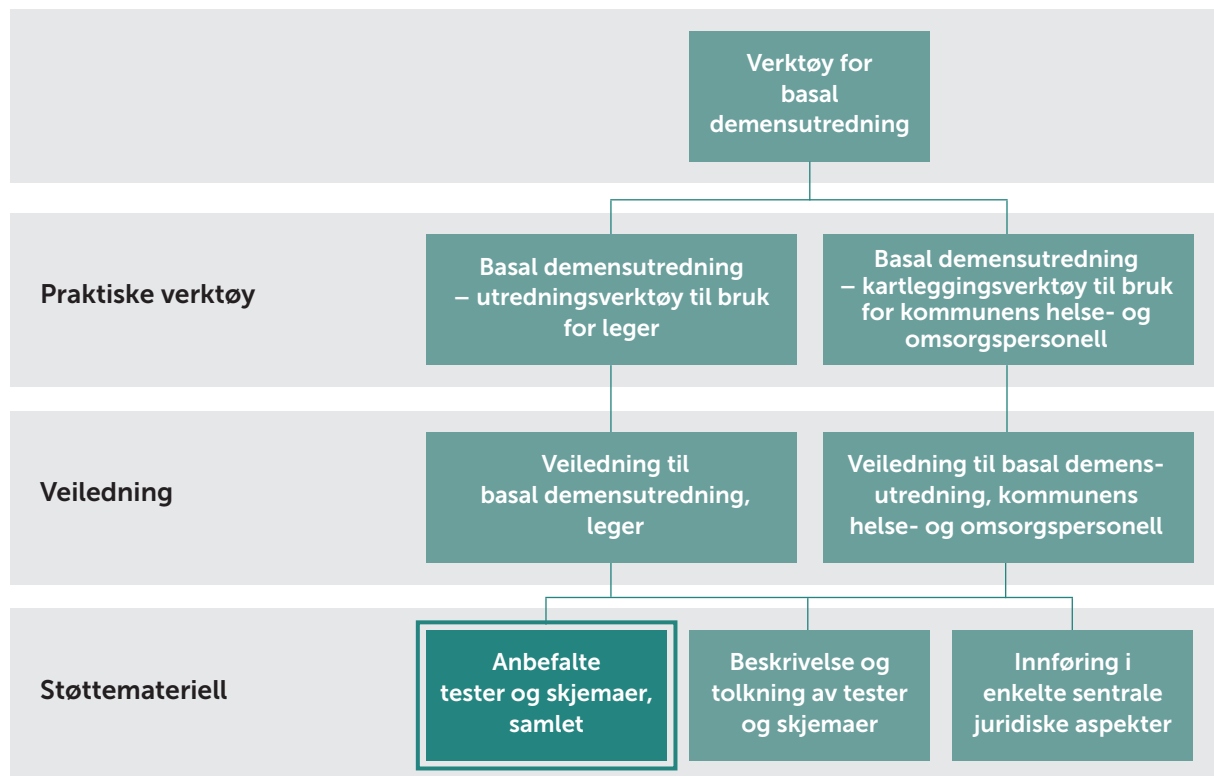 Verktøy for
basal
demensutredning
Praktiske verktøy
Basal demensutredning
– utredningsverktøy til bruk
for leger
Basal demensutredning
– kartleggingsverktøy til bruk
for kommunens helse- og
omsorgspersonell
Veiledning
Veiledning til
basal demensutredning,
leger
Veiledning til basal demens-
utredning, kommunens
helse- og omsorgspersonell
Støttemateriell
Anbefalte
tester og skjemaer,
samlet
Beskrivelse og
tolkning av tester
og skjemaer
Innføring i
enkelte sentrale
juridiske aspekter